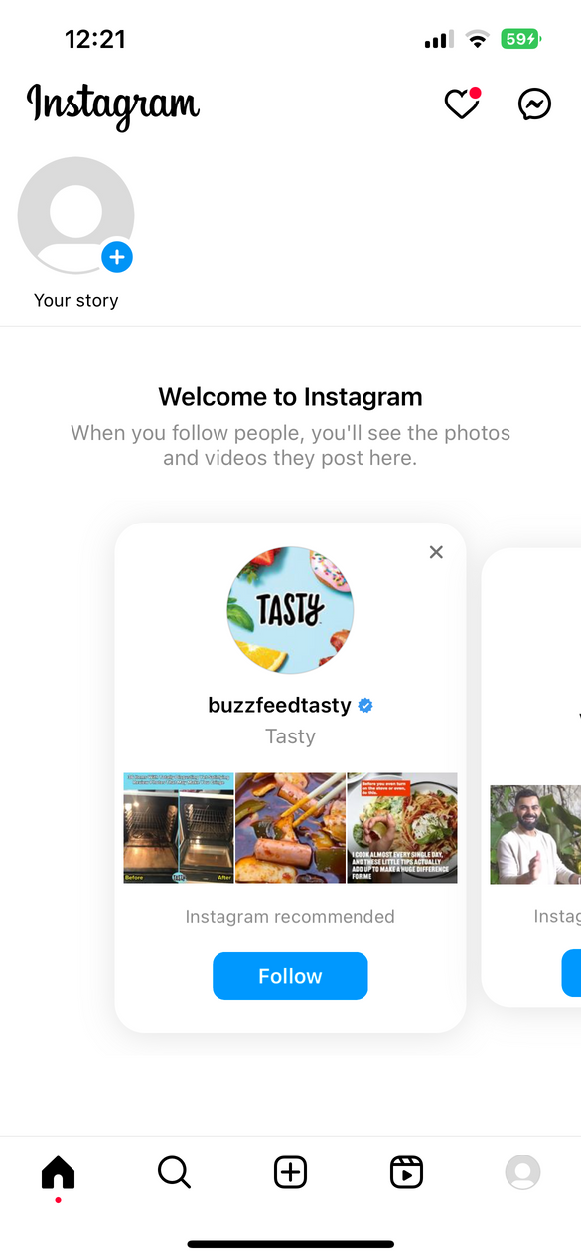 12:21
59
Instagram
Your story
Welcome to Instagram
When you follow people, you'll see the photos
and videos they post here.
TASTY
buzzfeedtasty
Tasty
Before
After
before you even turn
on the stove or oven,
I COOK ALMOST EVERY SINGLE DAY,
AND THESE LITTLE TIPS ACTUALLY
ADD UP TO MAKE A HUGE DIFFERENCE
FOR ME
Instagram recommended
Instag
Follow